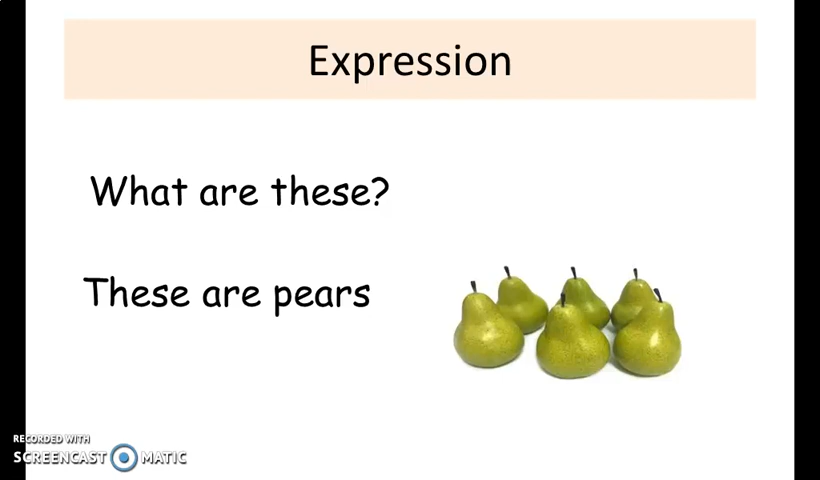 Expression
What are these?
These are pears
RECORDED WITH
SCREENCAST MATIC